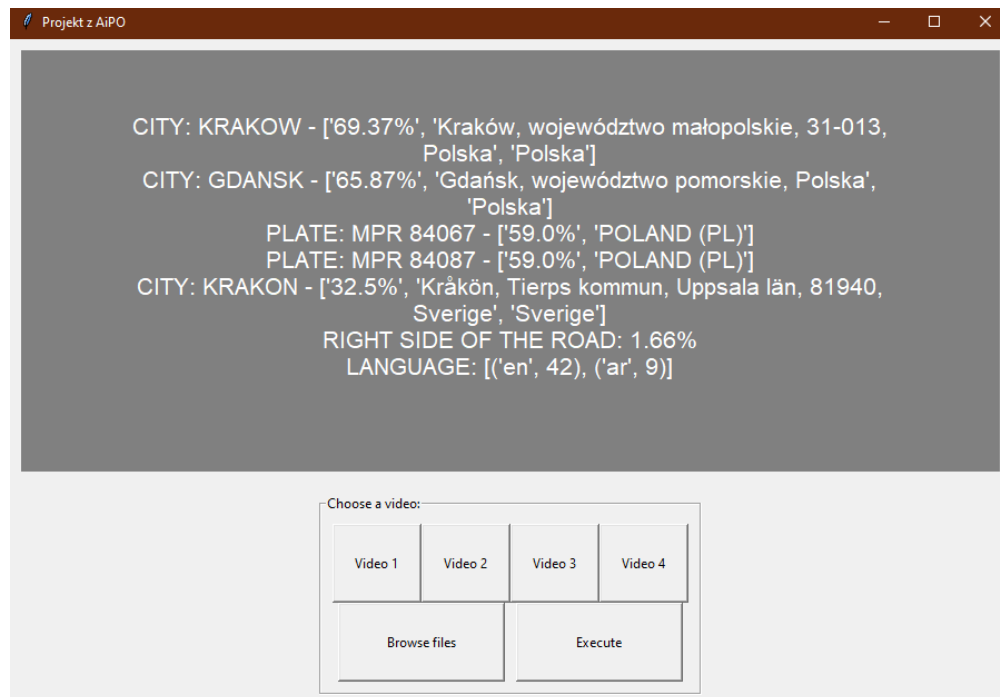 Projekt z AiPO
CITY: KRAKOW - ['69.37%', 'Kraków, województwo małopolskie, 31-013,
Polska', 'Polska']
CITY: GDANSK - ['65.87%', 'Gdańsk, województwo pomorskie, Polska',
'Polska']
PLATE: MPR 84067 - ['59.0%', 'POLAND (PL)']
PLATE: MPR 84087 - ['59.0%', 'POLAND (PL)']
CITY: KRAKON - ['32.5%', 'Kråkön, Tierps kommun, Uppsala län, 81940,
Sverige', 'Sverige']
RIGHT SIDE OF THE ROAD: 1.66%
LANGUAGE: [('en', 42), ('ar', 9)]
Choose a video:
Video 1 Video 2 Video 3 Video 4
Browse files Execute